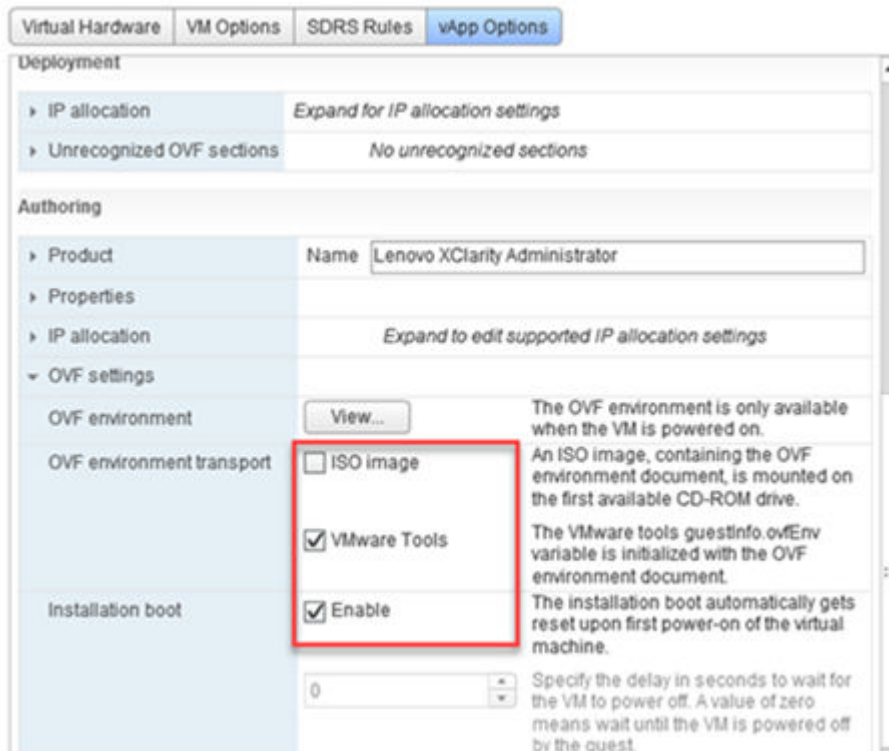 Virtual Hardware VM Options SDRS Rules vApp Options
Deployment
IP allocation Expand for IP allocation settings
Unrecognized OVF sections No unrecognized sections
Authoring
Product Name Lenovo XClarity Administrator
Properties
IP allocation Expand to edit supported IP allocation settings
OVF settings
OVF environment View... The OVF environment is only available
when the VM is powered on.
OVF environment transport ISO image An ISO image, containing the OVF
environment document, is mounted on
the first available CD-ROM drive.
VMware Tools The VMware tools guestInfo.ovfEnv
variable is initialized with the OVF
environment document.
Installation boot Enable The installation boot automatically gets
reset upon first power-on of the virtual
machine.
0 Specify the delay in seconds to wait for
the VM to power off. A value of zero
means wait until the VM is powered off
by the guest.